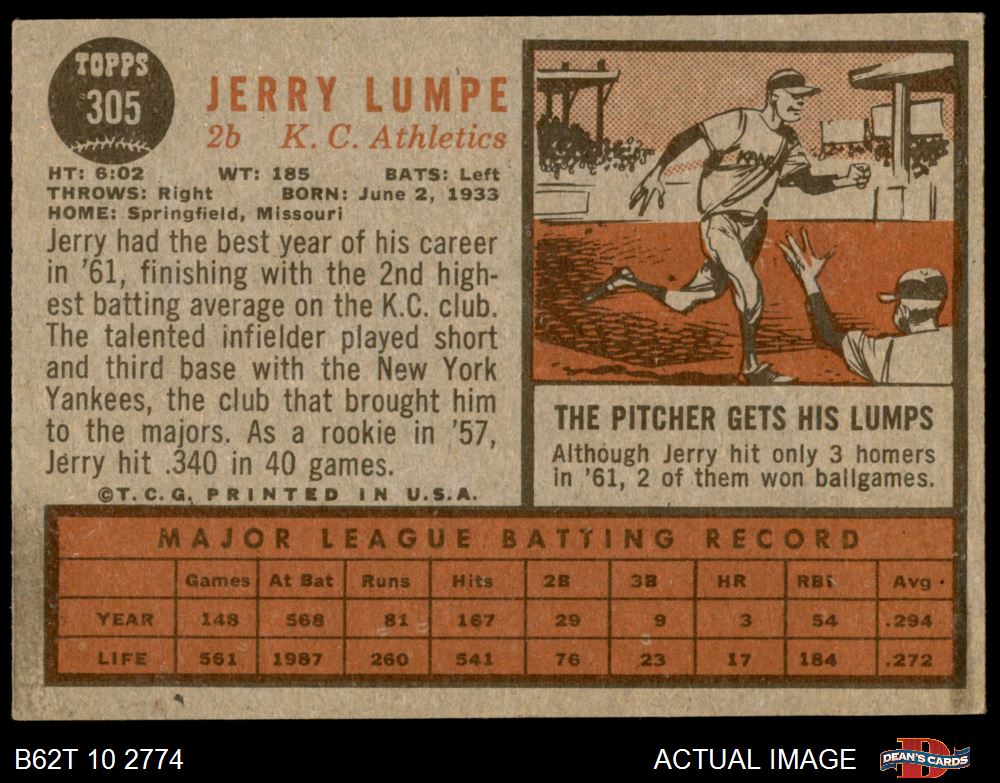 TOPPS
305
JERRY LUMPE
2b K. C. Athletics
HT: 6:02 WT: 185 BATS: Left
THROWS: Right BORN: June 2, 1933
HOME: Springfield, Missouri
Jerry had the best year of his career
in '61, finishing with the 2nd high-
est batting average on the K.C. club.
The talented infielder played short
and third base with the New York
Yankees, the club that brought him
to the majors. As a rookie in '57,
Jerry hit .340 in 40 games.
©T.C.G. PRINTED IN U.S.A.
KANS
THE PITCHER GETS HIS LUMPS
Although Jerry hit only 3 homers
in '61, 2 of them won ballgames.
MAJOR LEAGUE BATTING RECORD
Games At Bat Runs Hits 2B 3B HR RBI Avg.
YEAR 148 568 81 167 29 9 3 54 .294
LIFE 561 1987 260 541 76 23 17 184 .272
B62T 10 2774 ACTUAL IMAGE
D
DEAN'S CARDS